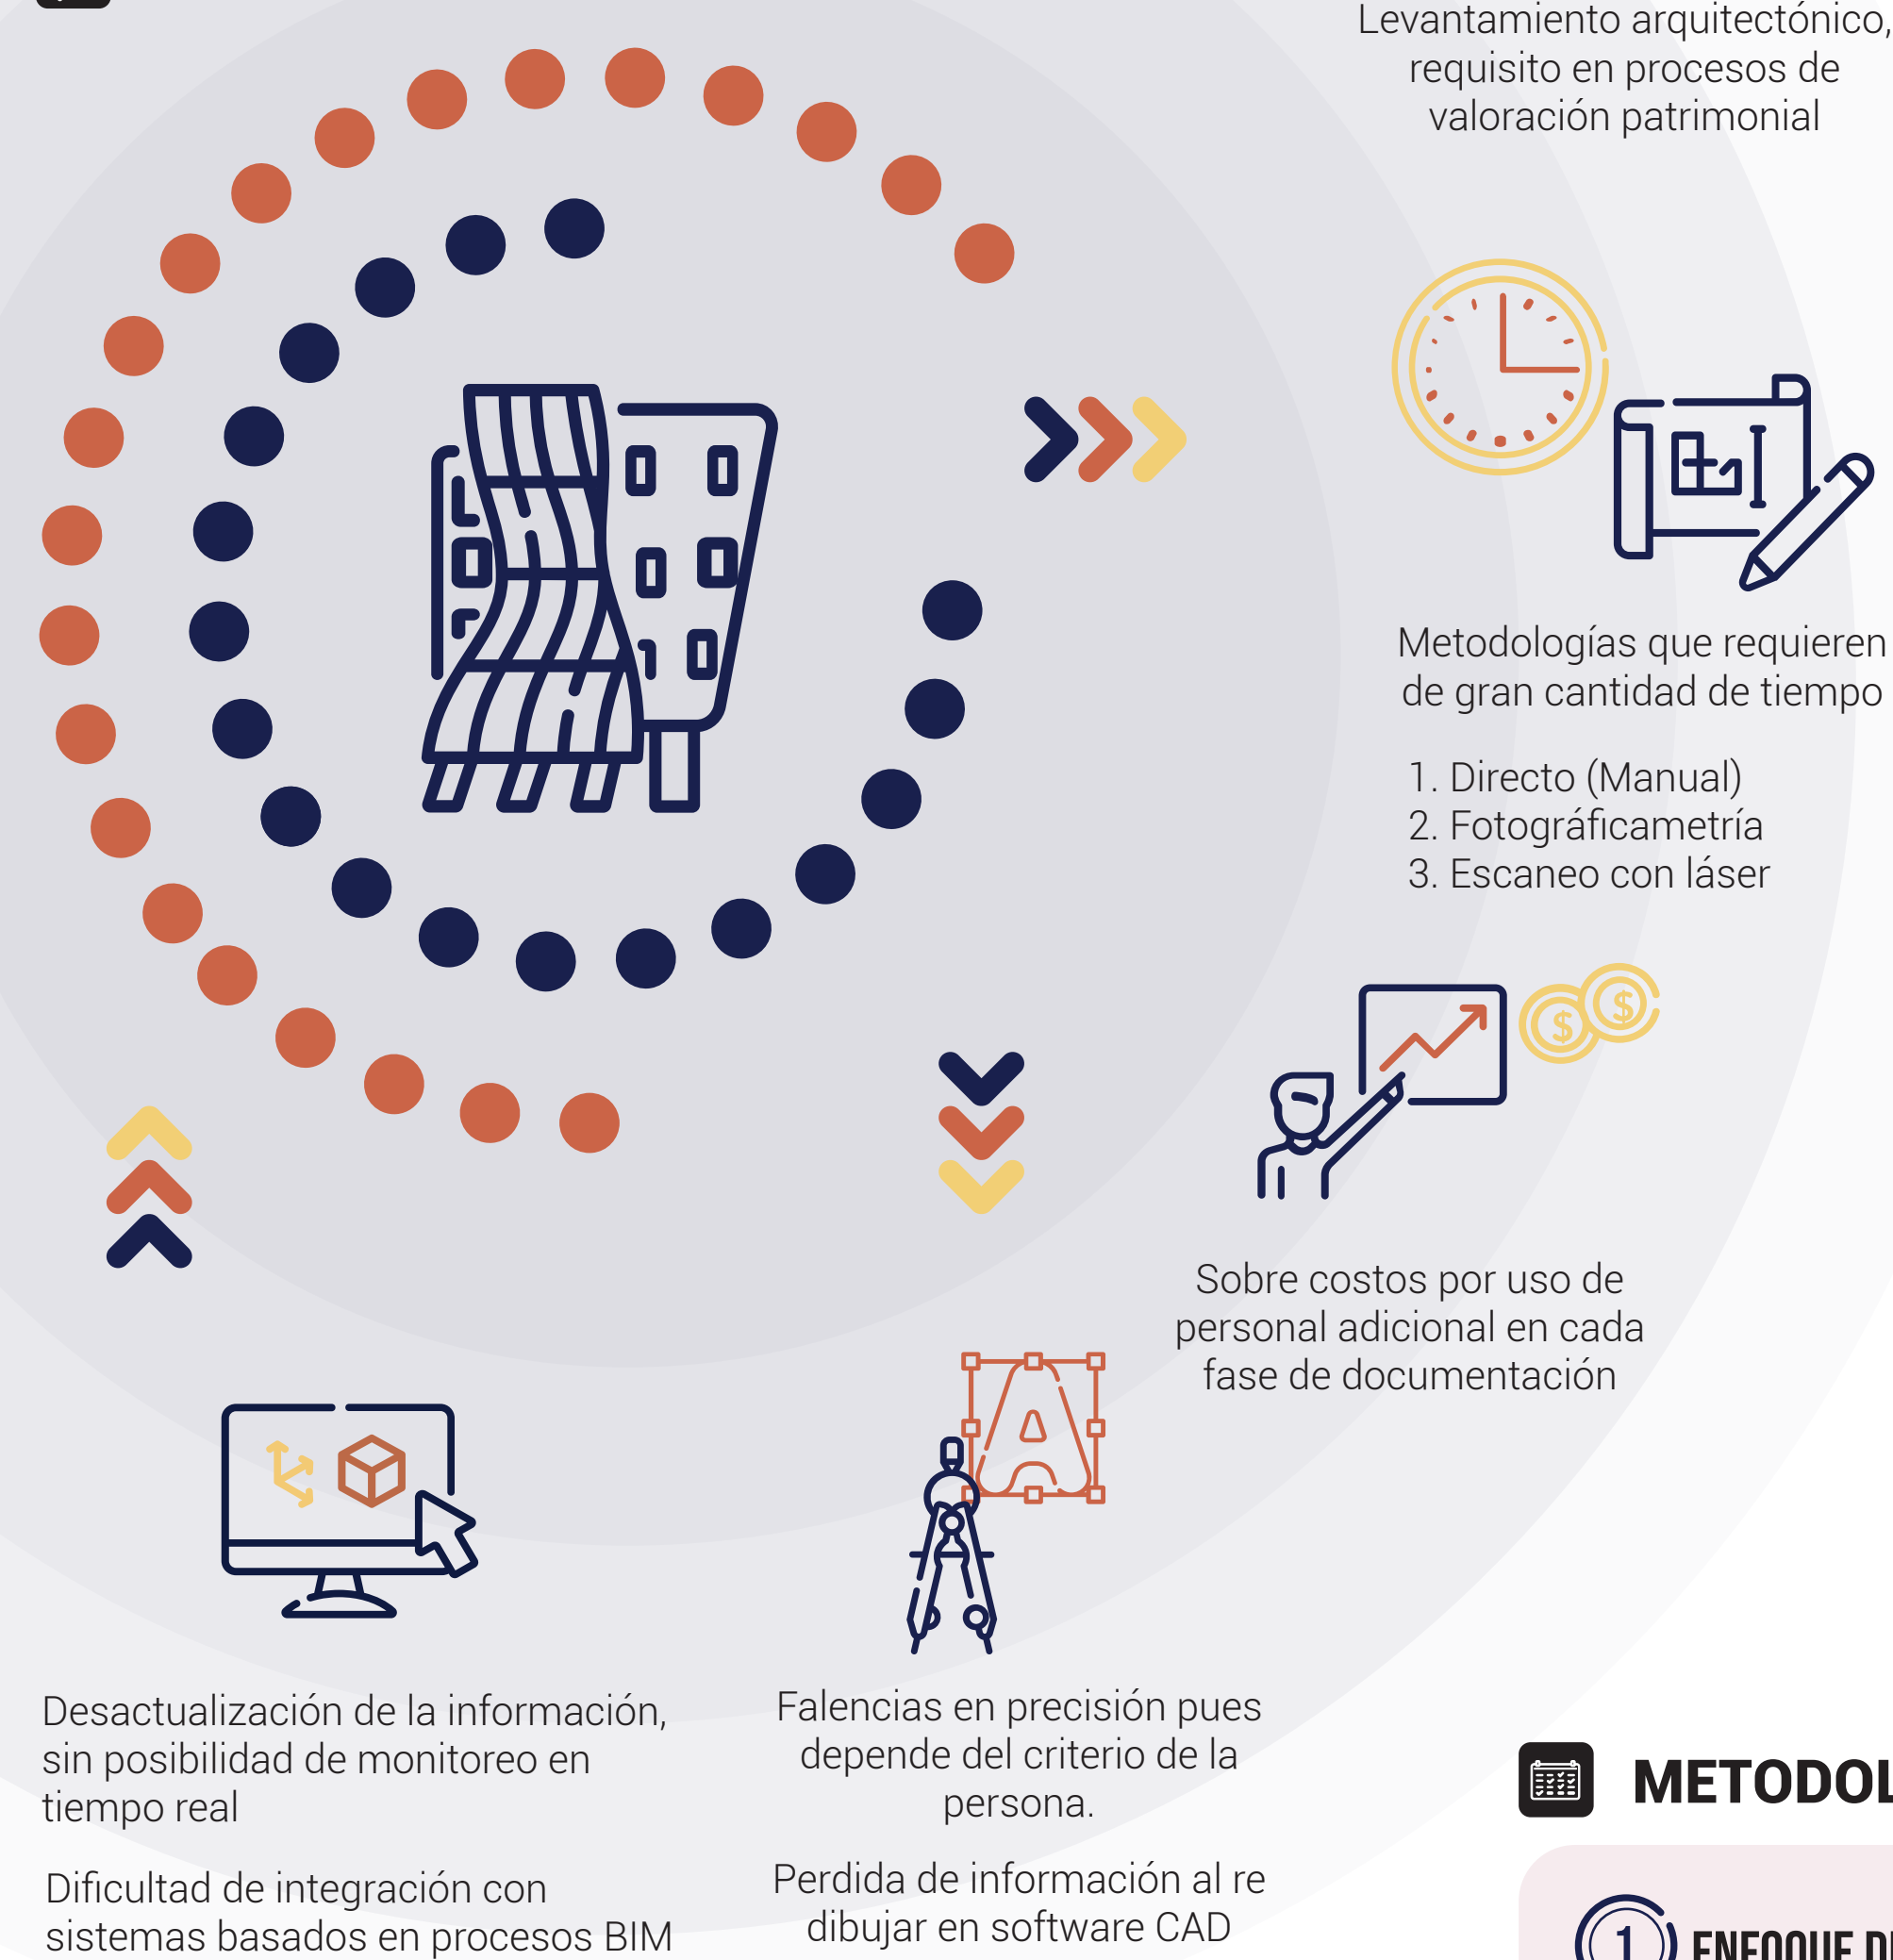 Levantamiento arquitectónico,
requisito en procesos de
valoración patrimonial
Metodologías que requieren
de gran cantidad de tiempo
1. Directo (Manual)
2. Fotográficametría
3. Escaneo con láser
$ $
Sobre costos por uso de
personal adicional en cada
fase de documentación
A
Falencias en precisión pues
depende del criterio de la
persona.
Perdida de información al re
dibujar en software CAD
Desactualización de la información,
sin posibilidad de monitoreo en
tiempo real
Dificultad de integración con
sistemas basados en procesos BIM
METODOL
1 ENFOQUE